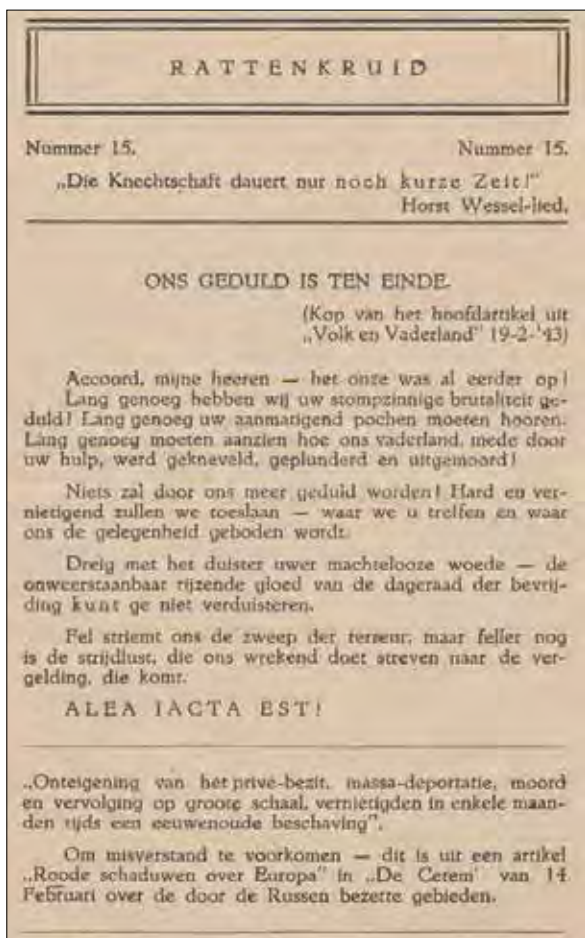 RATTENKRUID
Nummer 15. Nummer 15.
„Die Knechtschaft dauert nur noch kurze Zeit!"
Horst Wessel-lied.
ONS GEDULD IS TEN EINDE.
(Kop van het hoofdartikel uit
„Volk en Vaderland" 19-2-'43)
Accoord, mijne heeren — het onze was al eerder op!
Lang genoeg hebben wij uw stompzinnige brutaliteit ge-
duld! Lang genoeg uw aanmatigend pochen moeten hooren.
Lang genoeg moeten aanzien hoe ons vaderland, mede door
uw hulp, werd gekneveld, geplunderd en uitgemoord!
Niets zal door ons meer geduld worden! Hard en ver-
nietigend zullen we toeslaan — waar we u treffen en waar
ons de gelegenheid geboden wordt.
Dreig met het duister uwer machtelooze woede — de
onweerstaanbaar rijzende gloed van de dageraad der bevrij-
ding kunt ge niet verduisteren.
Fel striemt ons de zweep der terreur, maar feller nog
is de strijdlust, die ons wrekend doet streven naar de ver-
gelding, die komt.
ALEA IACTA EST!
„Onteigening van het privé-bezit, massa-deportatie, moord
en vervolging op groote schaal, vernietigden in enkele maan-
den tijds een eeuwenoude beschaving".
Om misverstand te voorkomen — dit is uit een artikel
„Roode schaduwen over Europa" in „De Cetem" van 14
Februari over de door de Russen bezette gebieden.